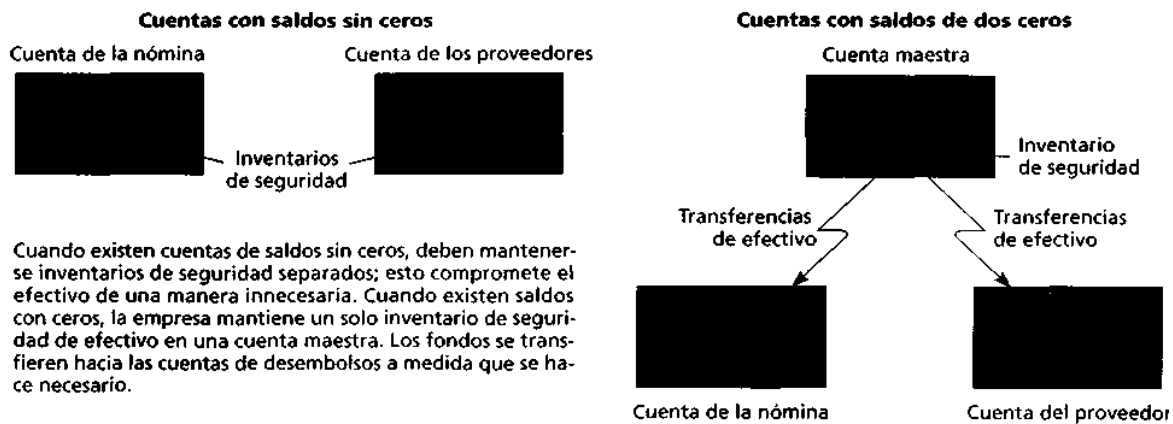 Cuentas con saldos sin ceros
Cuenta de la nómina
Cuenta de los proveedores
Inventarios
de seguridad
Cuando existen cuentas de saldos sin ceros, deben mantener-
se inventarios de seguridad separados; esto compromete el
efectivo de una manera innecesaria. Cuando existen saldos
con ceros, la empresa mantiene un solo inventario de seguri-
dad de efectivo en una cuenta maestra. Los fondos se trans-
fieren hacia las cuentas de desembolsos a medida que se ha-
ce necesario.
Cuentas con saldos de dos ceros
Cuenta maestra
Inventario
de seguridad
Transferencias
de efectivo
Transferencias
de efectivo
Cuenta de la nómina
Cuenta del proveedor